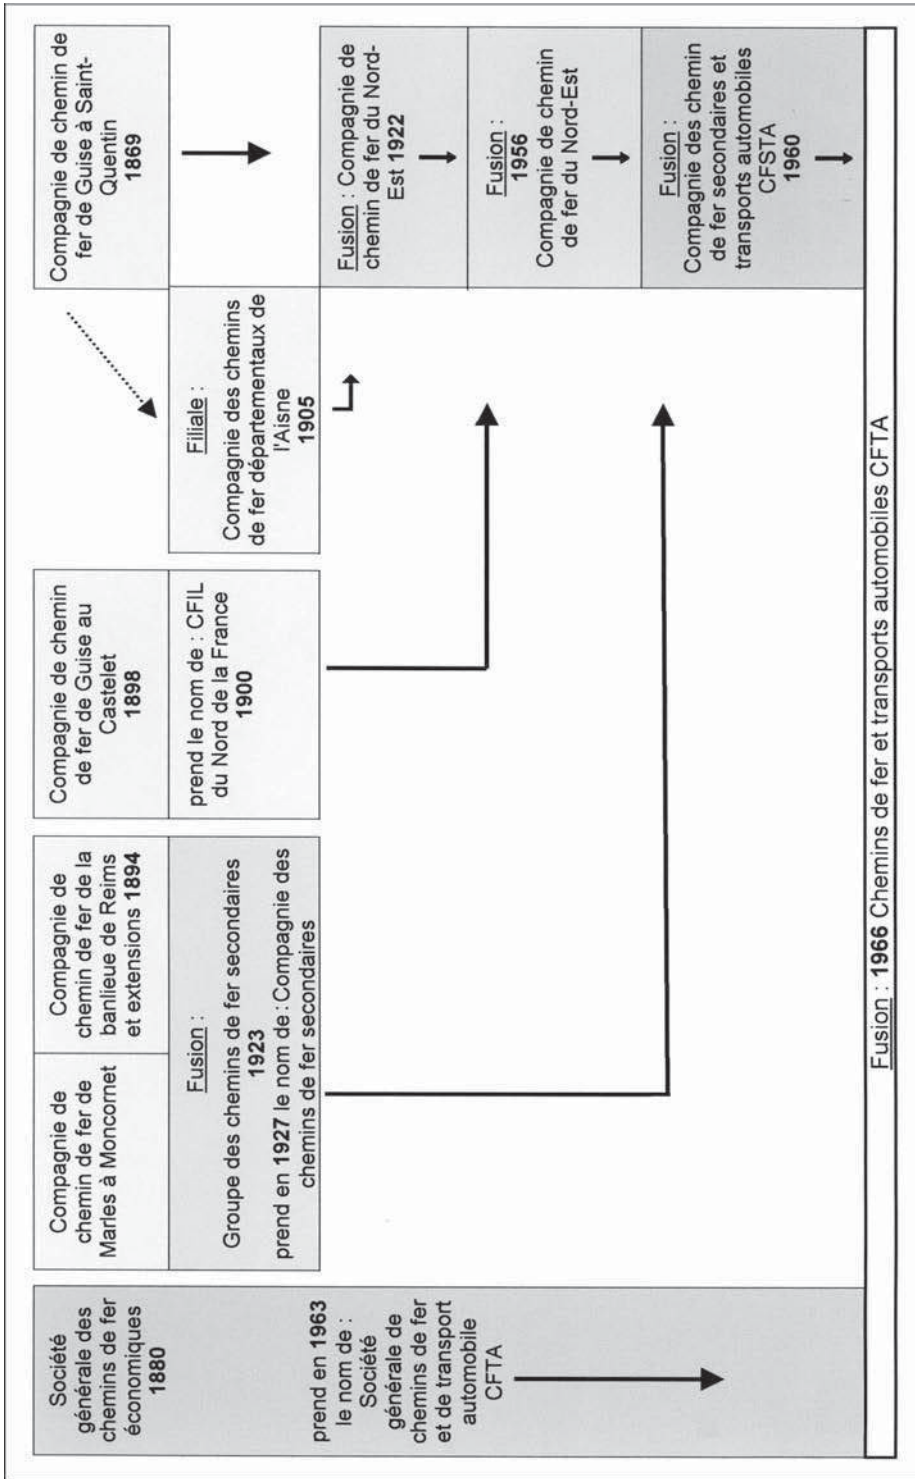 Société
générale des
chemins de fer
économiques
1880
prend en 1963
le nom de :
Société
générale de
chemins de fer
et de transport
automobile
CFTA
Compagnie de
chemin de fer de
Marles à Moncornet
Compagnie de
chemin de fer de la
banlieue de Reims
et extensions 1894
Fusion :
Groupe des chemins de fer secondaires
1923
prend en 1927 le nom de : Compagnie des
chemins de fer secondaires
Compagnie de chemin
de fer de Guise au
Castelet
1898
prend le nom de : CFIL
du Nord de la France
1900
Filiale :
Compagnie des chemins
de fer départementaux de
l'Aisne
1905
Compagnie de chemin de
fer de Guise à Saint-
Quentin
1869
Fusion : Compagnie de
chemin de fer du Nord-
Est 1922
Fusion :
1956
Compagnie de chemin
de fer du Nord-Est
Fusion :
Compagnie des chemin
de fer secondaires et
transports automobiles
CFSTA
1960
Fusion : 1966 Chemins de fer et transports automobiles CFTA